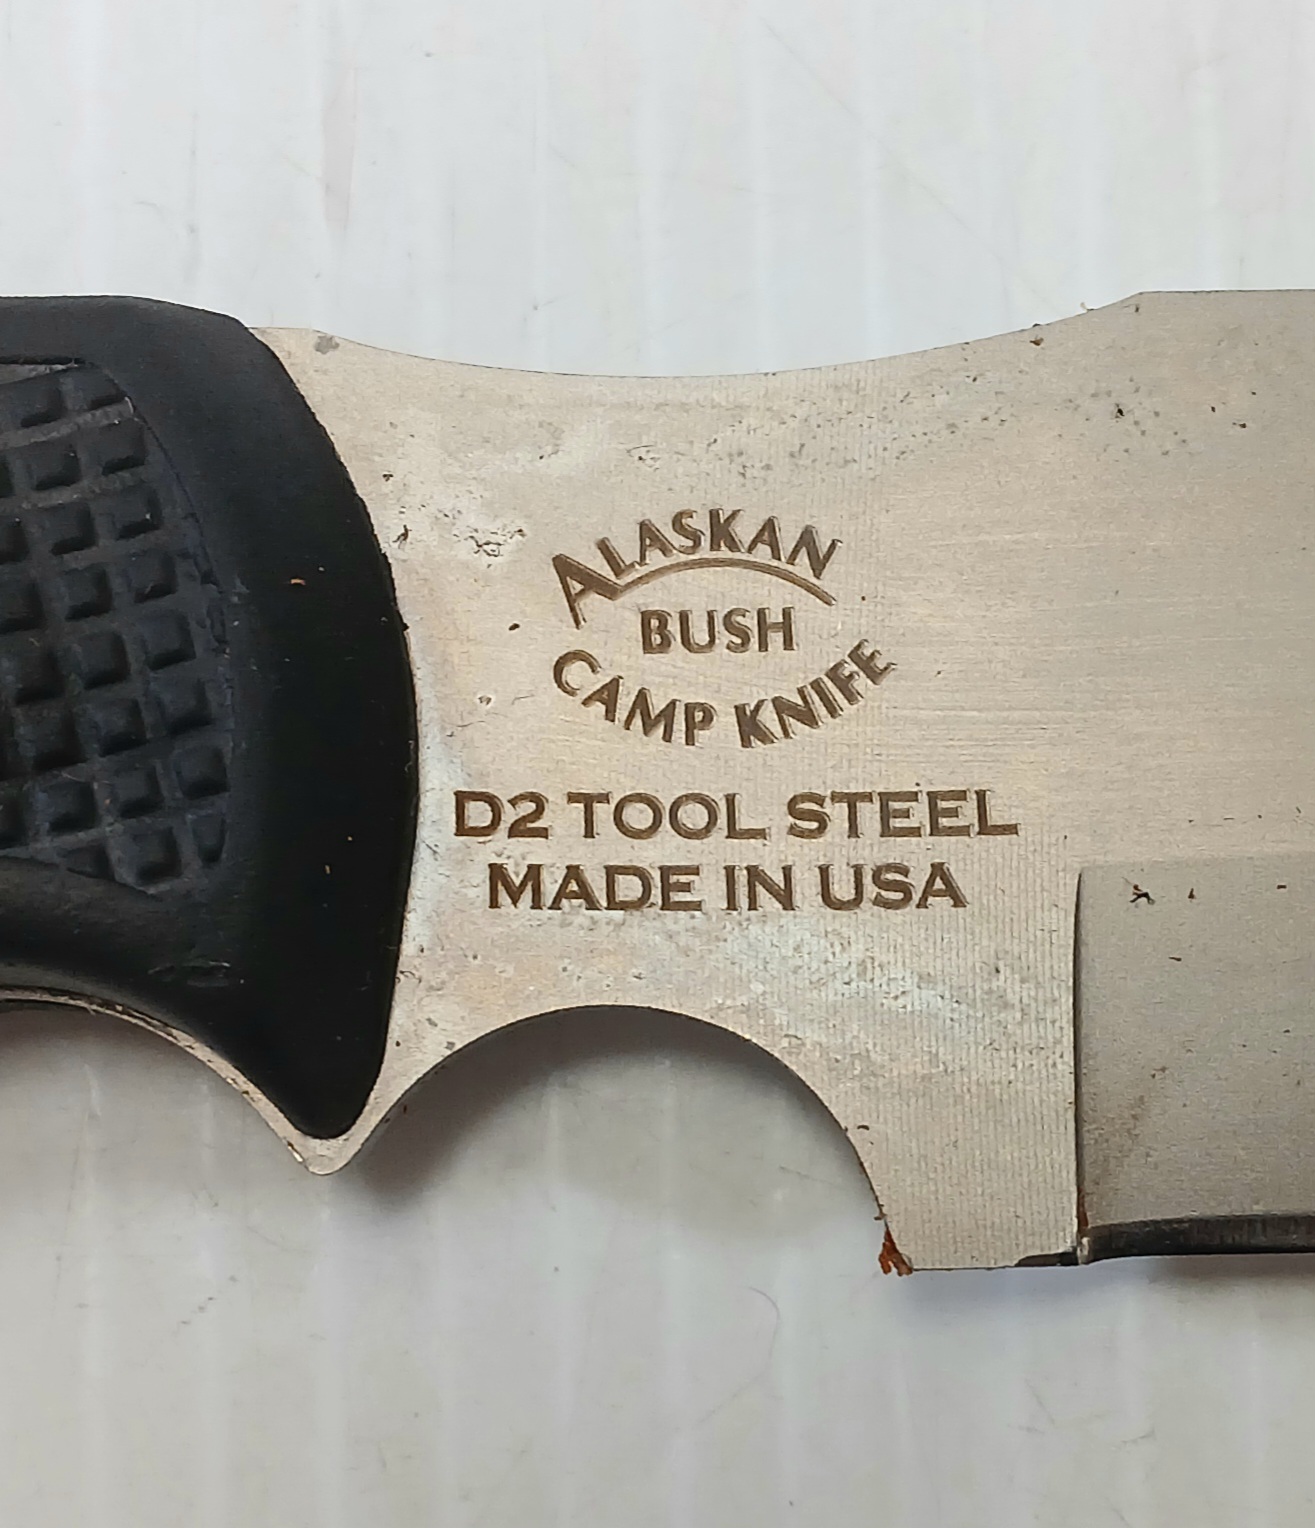 ALASKAN
BUSH
CAMP KNIFE
D2 TOOL STEEL
MADE IN USA